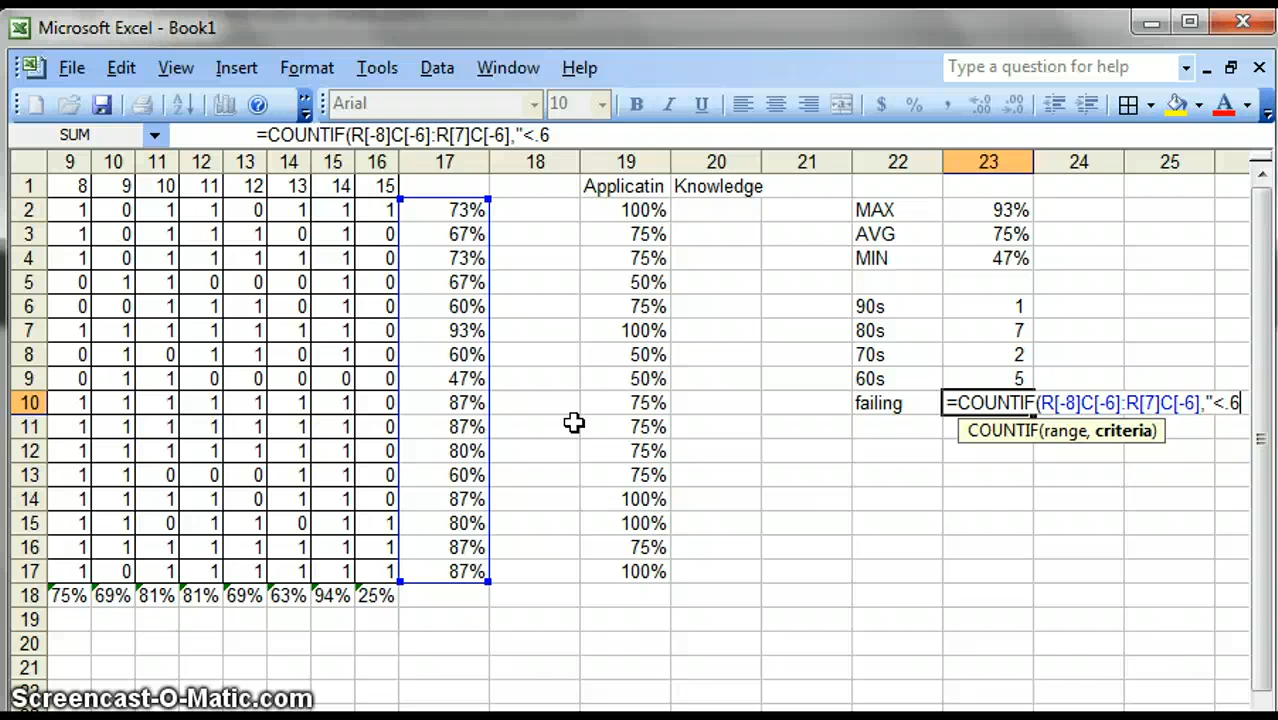 Microsoft Excel - Book1
File Edit View Insert Format Tools Data Window Help Type a question for help
Arial 10 B I U $ % , .00 .00
SUM =COUNTIF(R[-8]C[-6]:R[7]C[-6],"<.6
9 10 11 12 13 14 15 16 17 18 19 20 21 22 23 24 25
1 8 9 10 11 12 13 14 15 Applicatin Knowledge
2 1 0 1 1 0 1 1 1 73% 100% MAX 93%
3 1 0 1 1 1 0 1 0 67% 75% AVG 75%
4 1 0 1 1 1 1 1 0 73% 75% MIN 47%
5 0 1 1 0 0 0 1 0 67% 50%
6 0 0 1 1 1 0 1 0 60% 75% 90s 1
7 1 1 1 1 1 1 1 0 93% 100% 80s 7
8 0 1 0 1 1 0 1 0 60% 50% 70s 2
9 0 1 1 0 0 0 0 0 47% 50% 60s 5
10 1 1 1 1 1 1 1 0 87% 75% failing =COUNTIF(R[-8]C[-6]:R[7]C[-6],"<.6
11 1 1 1 1 1 1 1 0 87% 75% COUNTIF(range, criteria)
12 1 1 1 1 1 1 1 0 80% 75%
13 1 1 0 0 1 1 1 0 60% 75%
14 1 1 1 1 0 1 1 0 87% 100%
15 1 1 0 1 1 0 1 1 80% 100%
16 1 1 1 1 1 1 1 1 87% 75%
17 1 0 1 1 1 1 1 1 87% 100%
18 75% 69% 81% 81% 69% 63% 94% 25%
19
20
21
Screencast-O-Matic.com